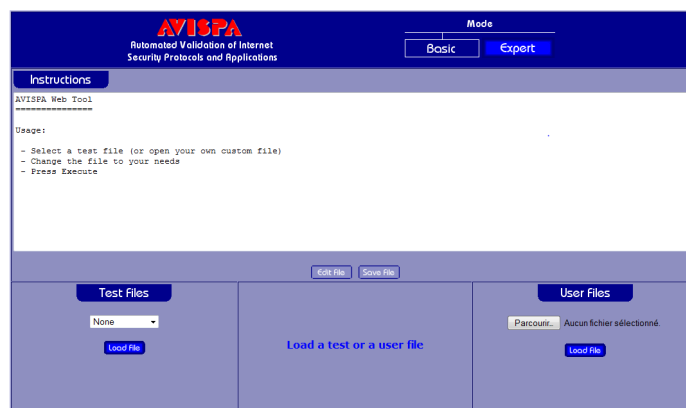 AVISPA
Automated Validation of Internet
Security Protocols and Applications
Mode
Basic
Expert
Instructions
AVISPA Web Tool
===============
Usage:
- Select a test file (or open your own custom file)
- Change the file to your needs
- Press Execute
Edit File
Save File
Test Files
None
Load File
Load a test or a user file
User Files
Parcourir_ Aucun fichier sélectionné.
Load File